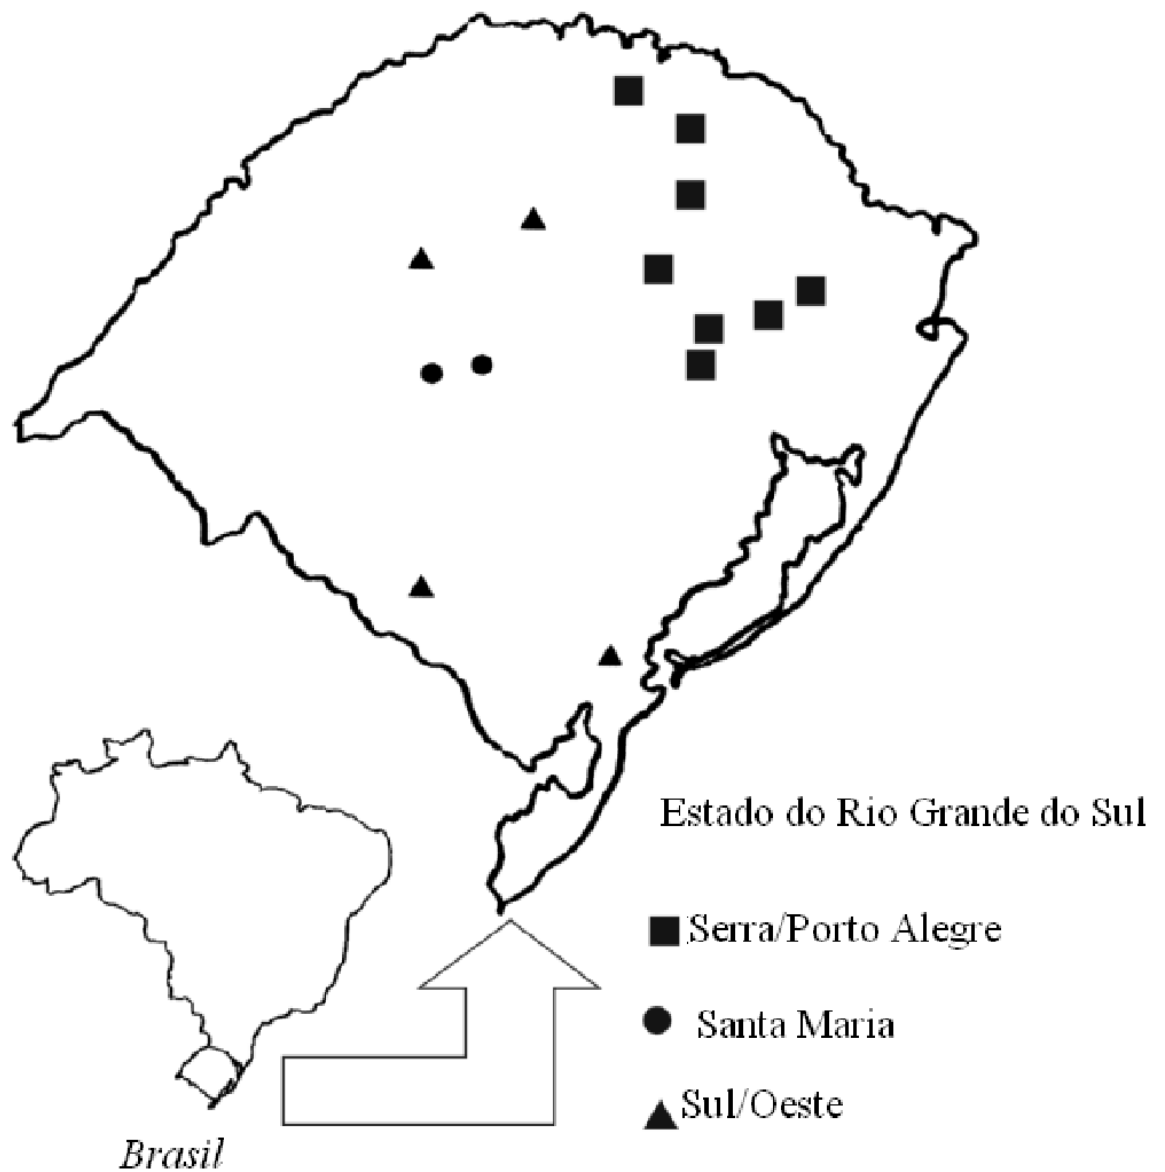 Estado do Rio Grande do Sul
Serra/Porto Alegre
Santa Maria
Sul/Oeste
Brasil